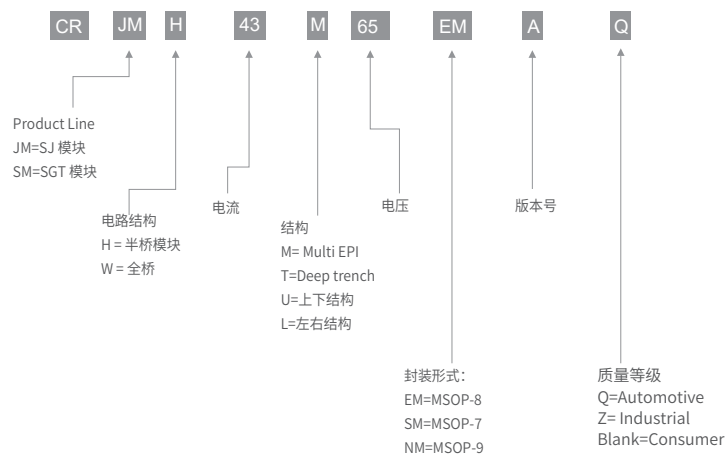 CR JM H 43 M 65 EM A Q
Product Line
JM=SJ 模块
SM=SGT 模块
电路结构
H = 半桥模块
W = 全桥
电流
结构
M= Multi EPI
T=Deep trench
U=上下结构
L=左右结构
电压
版本号
封装形式：
EM=MSOP-8
SM=MSOP-7
NM=MSOP-9
质量等级
Q=Automotive
Z= Industrial
Blank=Consumer